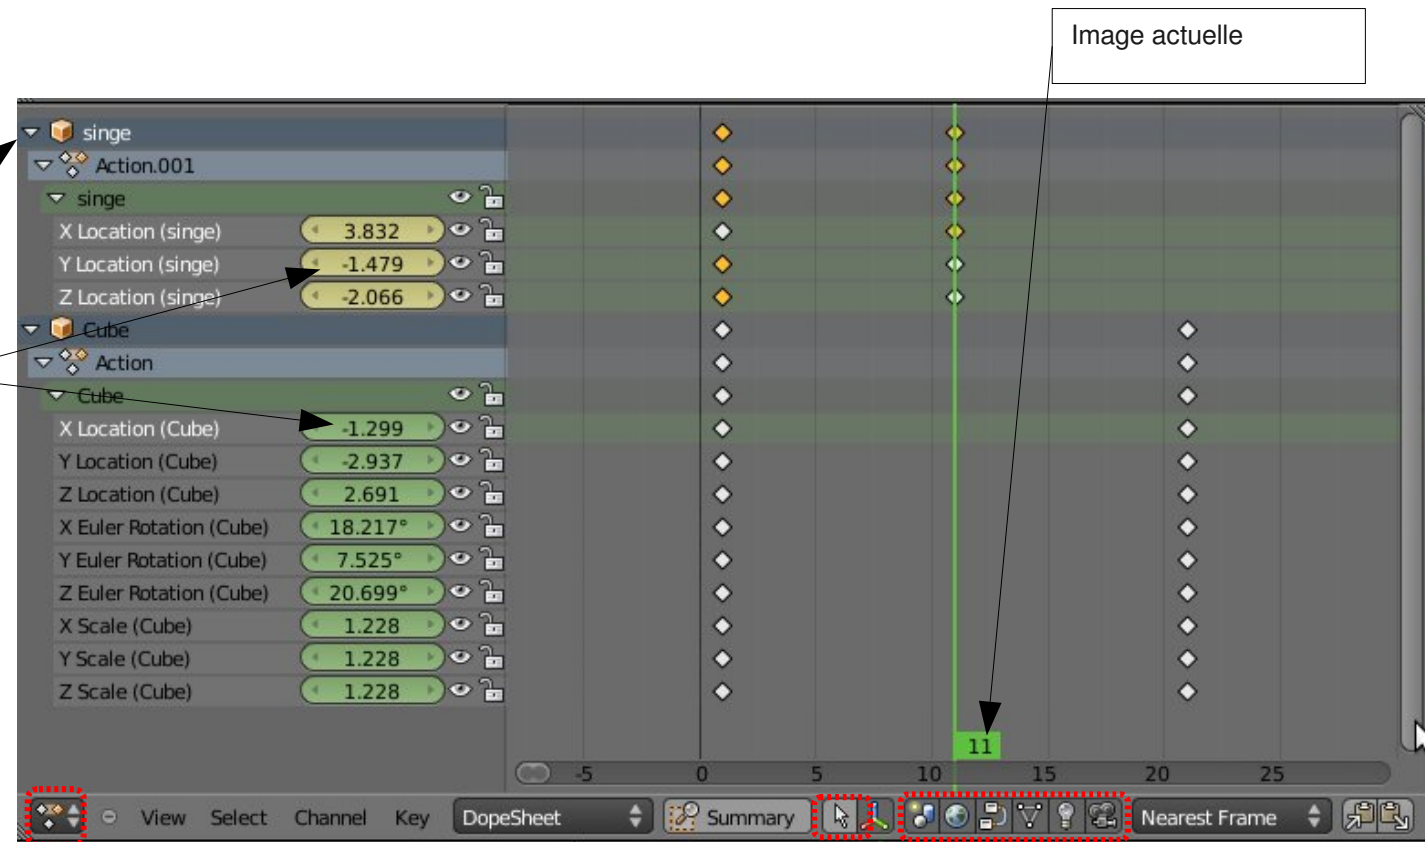 Image actuelle
singe
Action.001
singe
X Location (singe) 3.832
Y Location (singe) -1.479
Z Location (singe) -2.066
Cube
Action
Cube
X Location (Cube) -1.299
Y Location (Cube) -2.937
Z Location (Cube) 2.691
X Euler Rotation (Cube) 18.217°
Y Euler Rotation (Cube) 7.525°
Z Euler Rotation (Cube) 20.699°
X Scale (Cube) 1.228
Y Scale (Cube) 1.228
Z Scale (Cube) 1.228
11
-5 0 5 10 15 20 25
View Select Channel Key DopeSheet Summary Nearest Frame